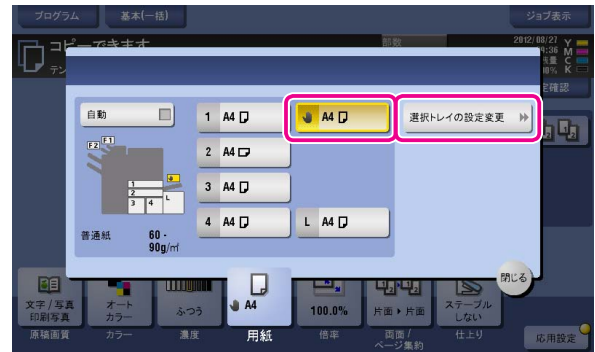 プログラム
基本(一括)
ジョブ表示
コピーできます
部数
2012/08/27
Y
M
C
K
自動
1 A4
A4
選択トレイの設定変更
F1
F2
2 A4
1
2
3 4 L
3 A4
4 A4
L A4
普通紙 60 -
90g/㎡
閉じる
文字 / 写真
印刷写真
オート
カラー
ふつう
A4
100.0%
片面 ▶ 片面
ステープル
しない
原稿画質
カラー
濃度
用紙
倍率
両面 /
ページ集約
仕上り
応用設定